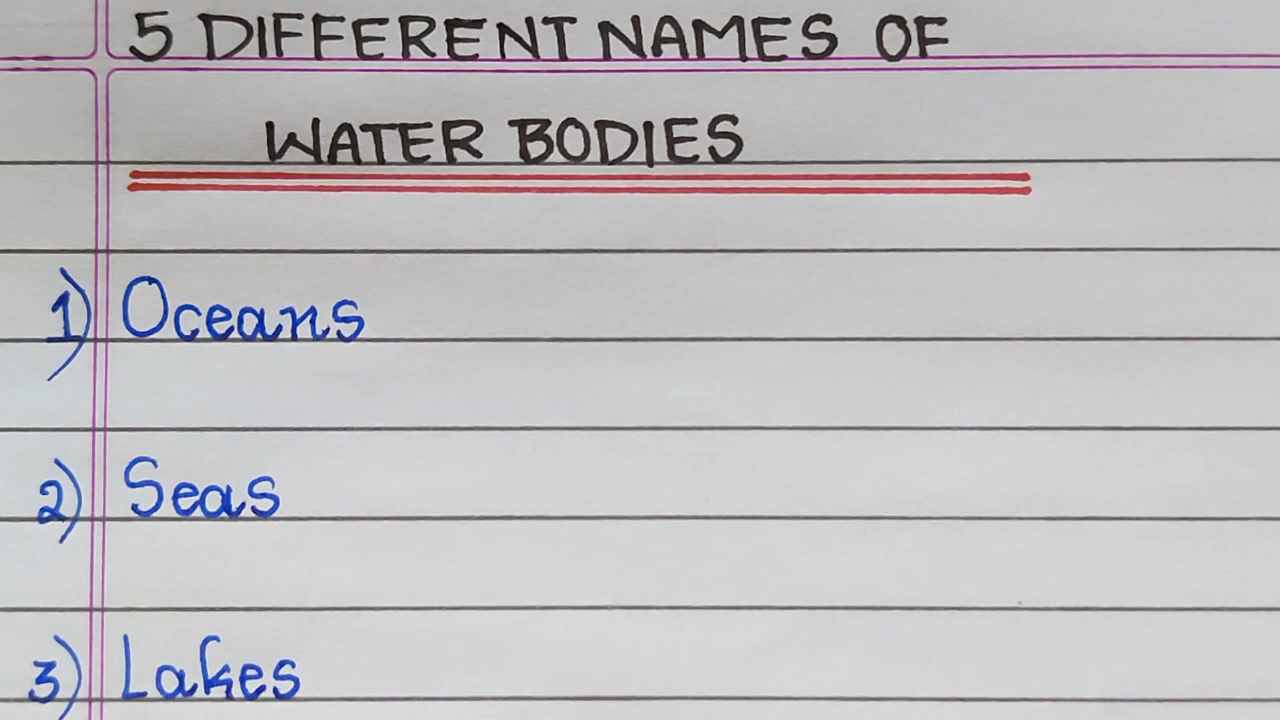 5 DIFFERENT NAMES OF
WATER BODIES
1) Oceans
2) Seas
3) Lakes